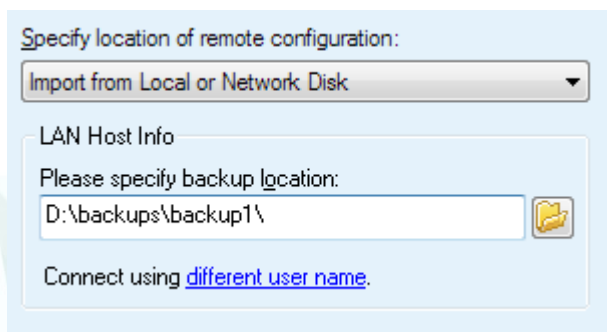 Specify location of remote configuration:
Import from Local or Network Disk
LAN Host Info
Please specify backup location:
D:\backups\backup1\
Connect using different user name.